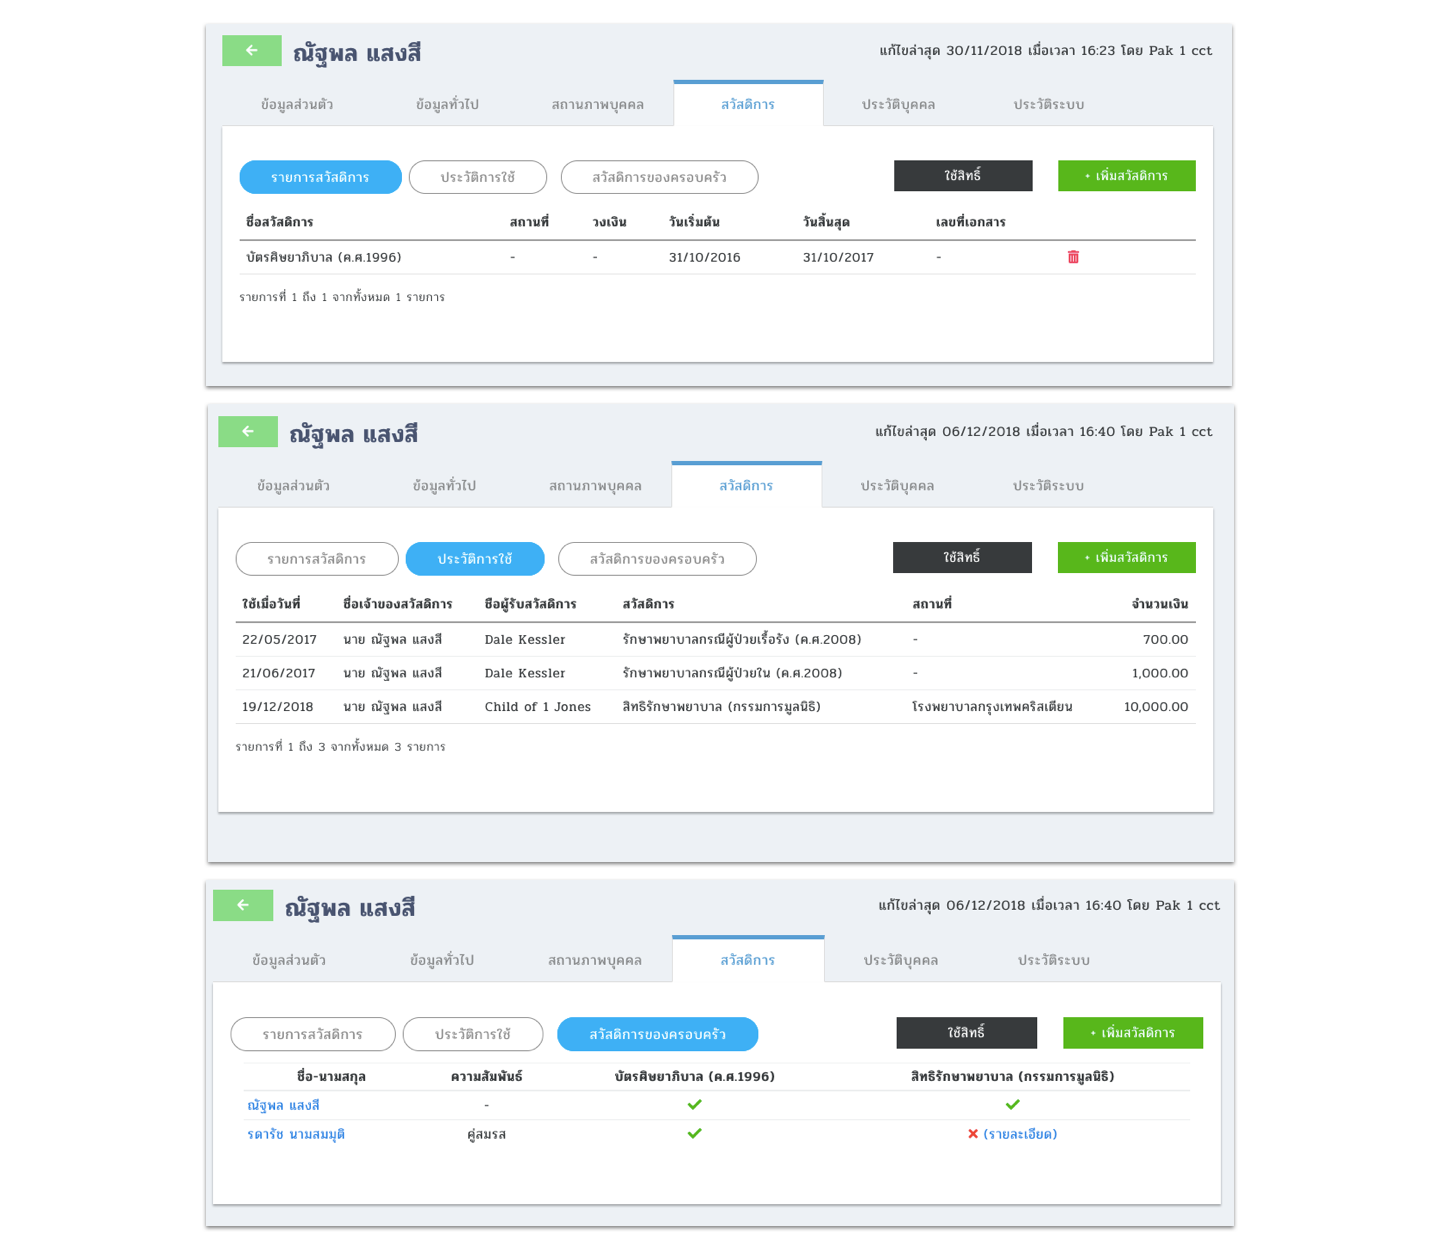 ณัฐพล แสงสี แก้ไขล่าสุด 30/11/2018 เมื่อเวลา 16:23 โดย Pak 1 cct
ข้อมูลส่วนตัว ข้อมูลทั่วไป สถานภาพบุคคล สวัสดิการ ประวัติบุคคล ประวัติระบบ
รายการสวัสดิการ ประวัติการใช้ สวัสดิการของครอบครัว ใช้สิทธิ์ + เพิ่มสวัสดิการ
ชื่อสวัสดิการ สถานที่ วงเงิน วันเริ่มต้น วันสิ้นสุด เลขที่เอกสาร
บัตรศิษยาภิบาล (ค.ศ.1996) - - 31/10/2016 31/10/2017 -
รายการที่ 1 ถึง 1 จากทั้งหมด 1 รายการ
ณัฐพล แสงสี แก้ไขล่าสุด 06/12/2018 เมื่อเวลา 16:40 โดย Pak 1 cct
ข้อมูลส่วนตัว ข้อมูลทั่วไป สถานภาพบุคคล สวัสดิการ ประวัติบุคคล ประวัติระบบ
รายการสวัสดิการ ประวัติการใช้ สวัสดิการของครอบครัว ใช้สิทธิ์ + เพิ่มสวัสดิการ
ใช้เมื่อวันที่ ชื่อเจ้าของสวัสดิการ ชือผู้รับสวัสดิการ สวัสดิการ สถานที่ จำนวนเงิน
22/05/2017 นาย ณัฐพล แสงสี Dale Kessler รักษาพยาบาลกรณีผู้ป่วยเรื้อรัง (ค.ศ.2008) - 700.00
21/06/2017 นาย ณัฐพล แสงสี Dale Kessler รักษาพยาบาลกรณีผู้ป่วยใน (ค.ศ.2008) - 1,000.00
19/12/2018 นาย ณัฐพล แสงสี Child of 1 Jones สิทธิรักษาพยาบาล (กรรมการมูลนิธิ) โรงพยาบาลกรุงเทพคริสเตียน 10,000.00
รายการที่ 1 ถึง 3 จากทั้งหมด 3 รายการ
ณัฐพล แสงสี แก้ไขล่าสุด 06/12/2018 เมื่อเวลา 16:40 โดย Pak 1 cct
ข้อมูลส่วนตัว ข้อมูลทั่วไป สถานภาพบุคคล สวัสดิการ ประวัติบุคคล ประวัติระบบ
รายการสวัสดิการ ประวัติการใช้ สวัสดิการของครอบครัว ใช้สิทธิ์ + เพิ่มสวัสดิการ
ชื่อ-นามสกุล ความสัมพันธ์ บัตรศิษยาภิบาล (ค.ศ.1996) สิทธิรักษาพยาบาล (กรรมการมูลนิธิ)
ณัฐพล แสงสี -
รดารัช นามสมมุติ คู่สมรส (รายละเอียด)